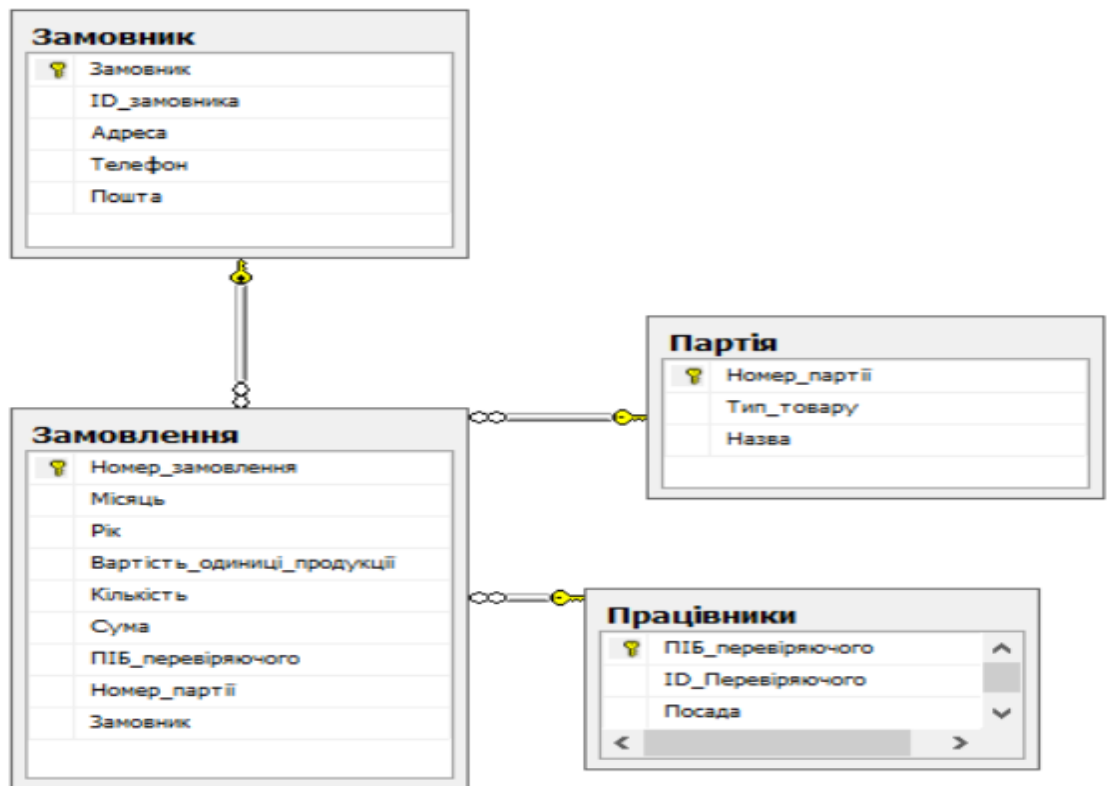 Замовник
Замовник
ID_замовника
Адреса
Телефон
Пошта
Партія
Номер_партії
Тип_товару
Назва
Замовлення
Номер_замовлення
Місяць
Рік
Вартість_одиниці_продукції
Кількість
Сума
ПІБ_перевіряючого
Номер_партії
Замовник
Працівники
ПІБ_перевіряючого
ID_Перевіряючого
Посада